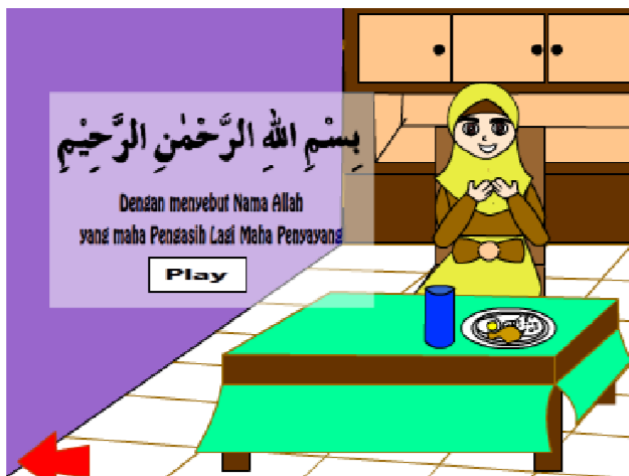 بِسْمِ اللهِ الرَّحْمٰنِ الرَّحِيْمِ
Dengan menyebut Nama Allah
yang maha Pengasih Lagi Maha Penyayang
Play